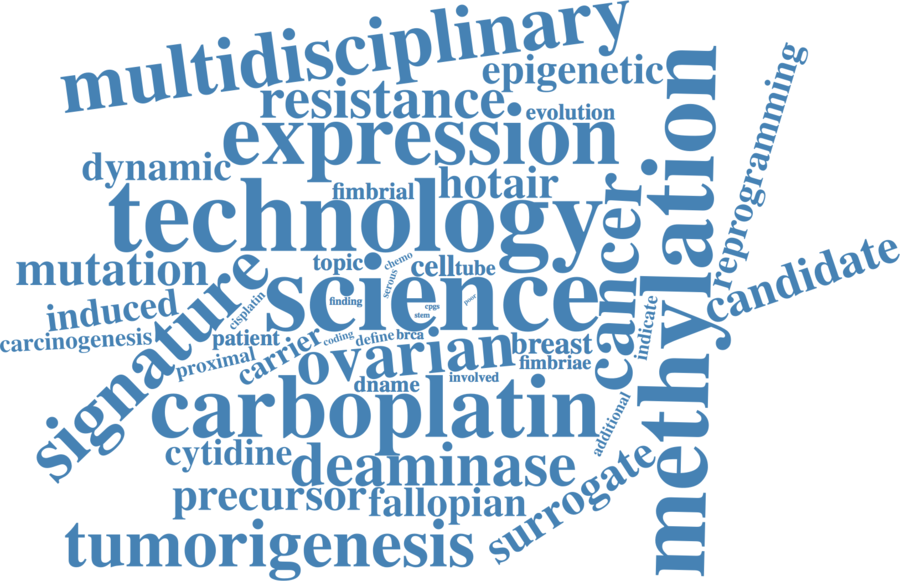 multidisciplinary
epigenetic
resistance
evolution
expression
methylation
reprogramming
dynamic
fimbrial
hotair
technology
cancer
mutation
topic
chemo
cell
tube
serous
science
candidate
signature
induced
cisplatin
finding
cpgs
stem
poor
indicate
carcinogenesis
patient
coding
define
brca
proximal
carrier
ovarian
breast
fimbriae
dname
involved
carboplatin
additional
cytidine
deaminase
surrogate
precursor
fallopian
tumorigenesis